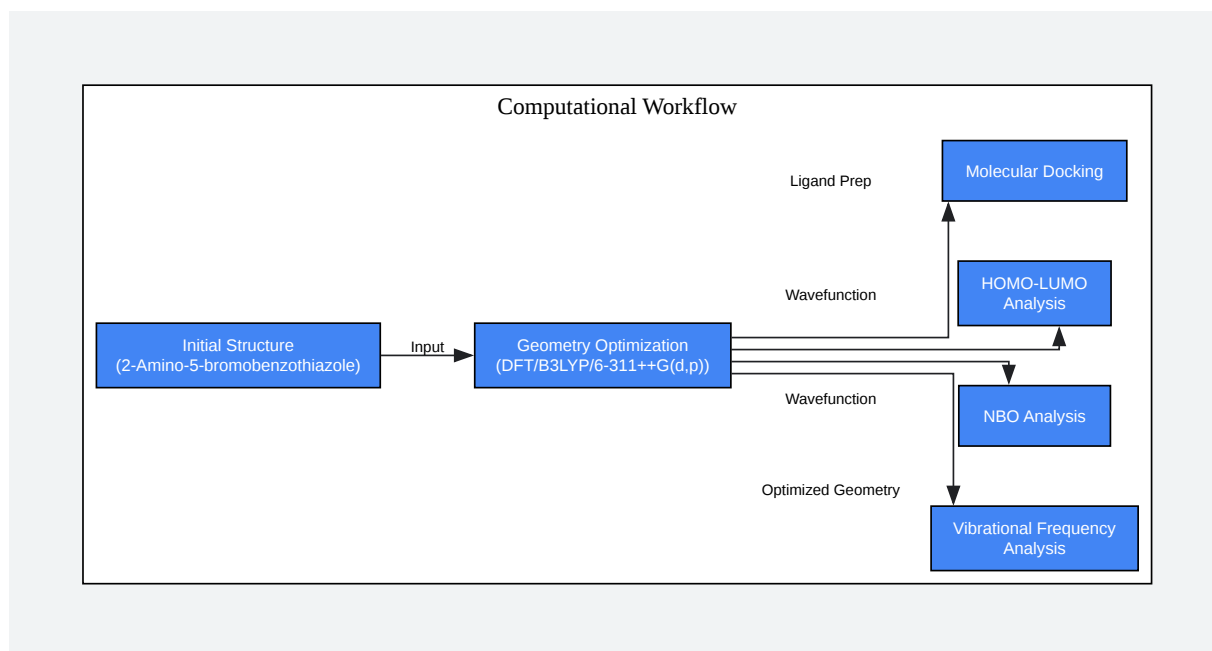 Computational Workflow
Ligand Prep
Molecular Docking
Wavefunction
HOMO-LUMO
Analysis
Initial Structure
(2-Amino-5-bromobenzothiazole)
Input
Geometry Optimization
(DFT/B3LYP/6-311++G(d,p))
Wavefunction
NBO Analysis
Optimized Geometry
Vibrational Frequency
Analysis